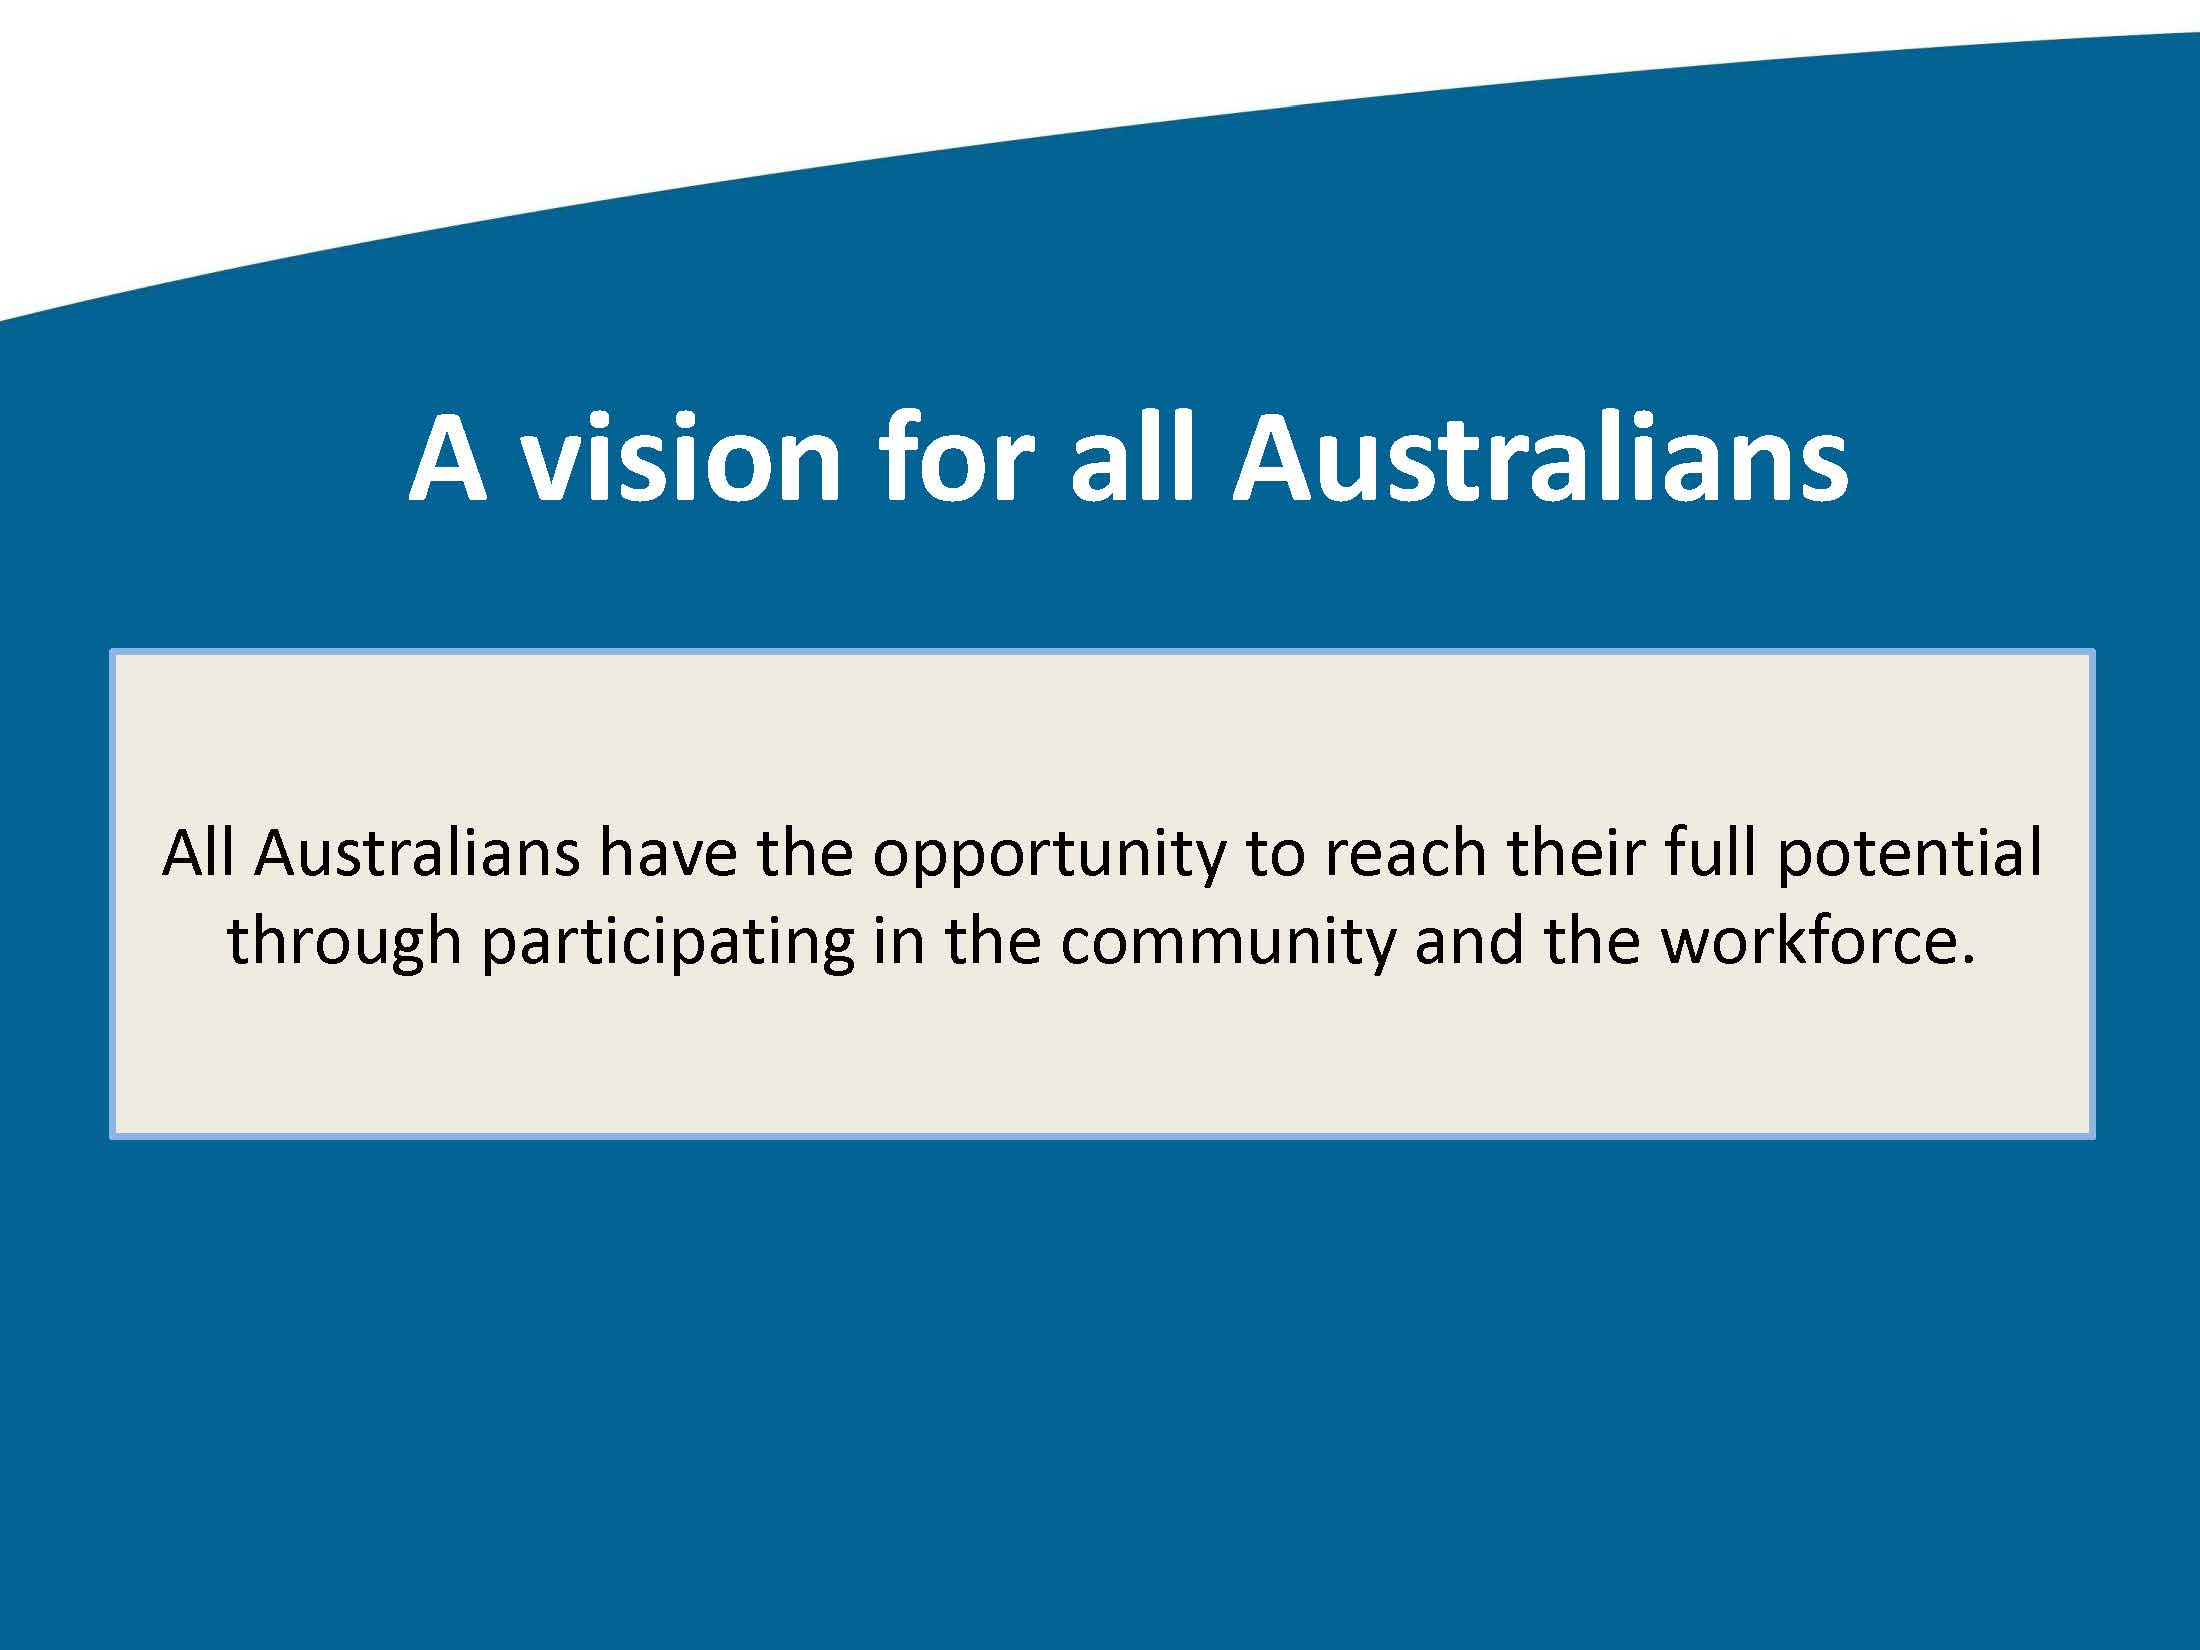 A vision for all Australians
All Australians have the opportunity to reach their full potential
through participating in the community and the workforce.